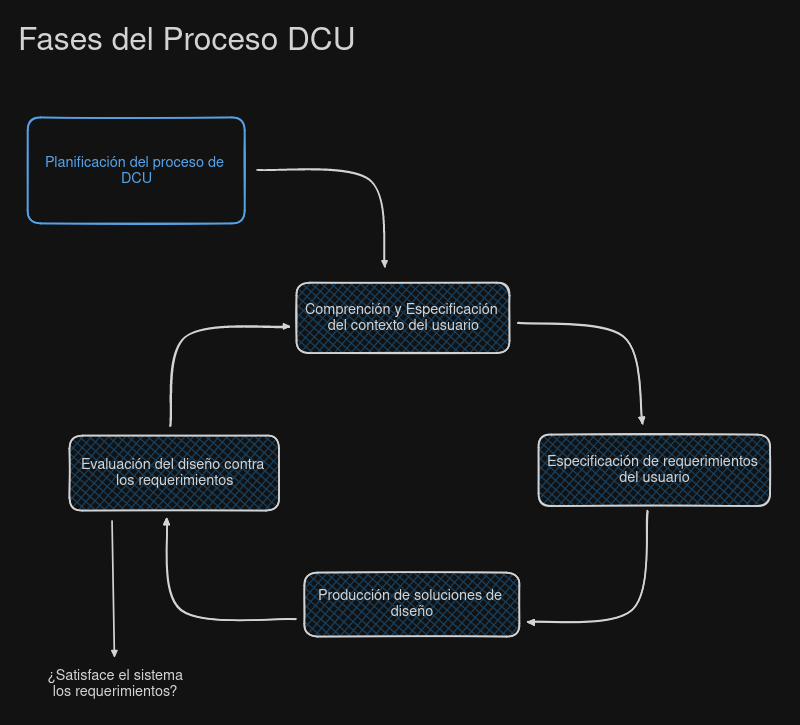 Fases del Proceso DCU
Planificación del proceso de
DCU
Comprención y Especificación
del contexto del usuario
Especificación de requerimientos
del usuario
Evaluación del diseño contra
los requerimientos
Producción de soluciones de
diseño
¿Satisface el sistema
los requerimientos?